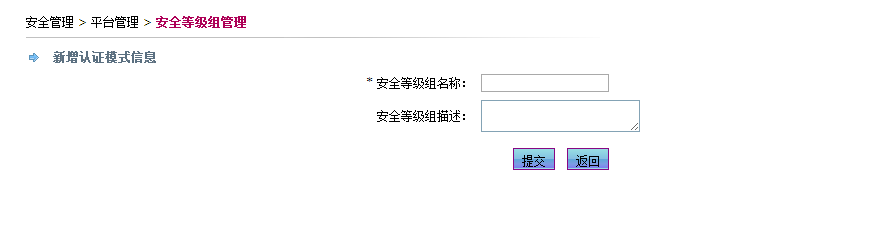 安全管理 > 平台管理 > 安全等级组管理
新增认证模式信息
* 安全等级组名称：
安全等级组描述：
提交 返回